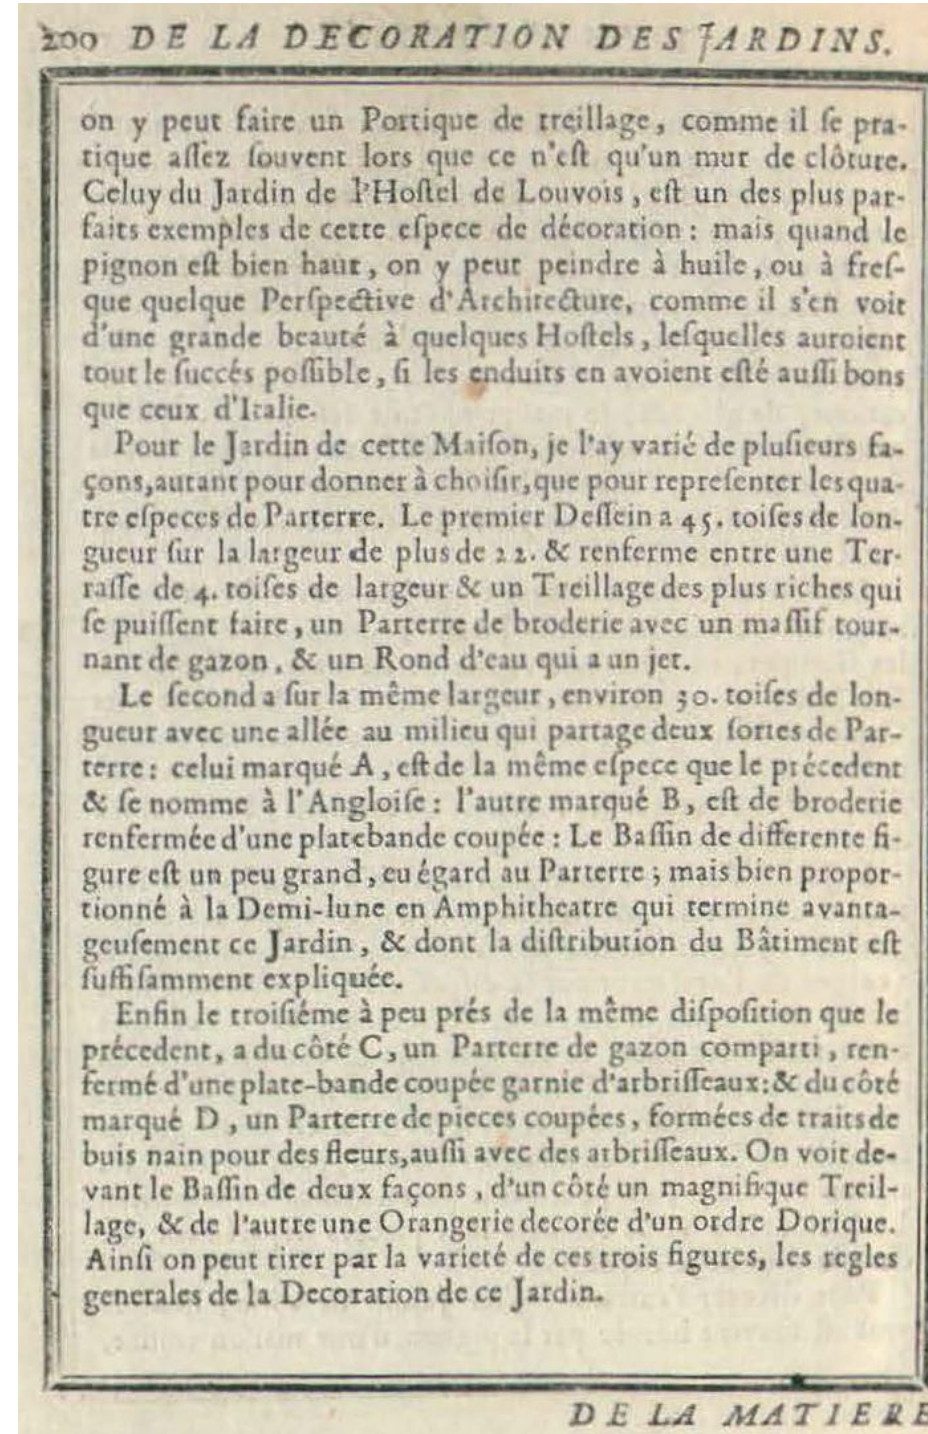 200 DE LA DECORATION DES JARDINS.
on y peut faire un Portique de treillage, comme il ſe pra-
tique aſſez ſouvent lors que ce n'eſt qu'un mur de clôture.
Celuy du Jardin de l'Hoſtel de Louvois, eſt un des plus par-
faits exemples de cette eſpece de décoration : mais quand le
pignon eſt bien haut, on y peut peindre à huile, ou à freſ-
que quelque Perſpective d'Architecture, comme il s'en voit
d'une grande beauté à quelques Hoſtels, leſquelles auroient
tout le ſuccés poſſible, ſi les enduits en avoient eſté auſſi bons
que ceux d'Italie.
Pour le Jardin de cette Maiſon, je l'ay varié de pluſieurs fa-
çons, autant pour donner à choiſir, que pour repreſenter les qua-
tre eſpeces de Parterre. Le premier Deſſein a 45. toiſes de lon-
gueur ſur la largeur de plus de 22. & renferme entre une Ter-
raſſe de 4. toiſes de largeur & un Treillage des plus riches qui
ſe puiſſent faire, un Parterre de broderie avec un maſſif tour-
nant de gazon, & un Rond d'eau qui a un jet.
Le ſecond a ſur la même largeur, environ 30. toiſes de lon-
gueur avec une allée au milieu qui partage deux ſortes de Par-
terre : celui marqué A, eſt de la même eſpece que le précedent
& ſe nomme à l'Angloiſe : l'autre marqué B, eſt de broderie
renfermée d'une platebande coupée : Le Baſſin de differente fi-
gure eſt un peu grand, eu égard au Parterre ; mais bien propor-
tionné à la Demi-lune en Amphitheatre qui termine avanta-
geuſement ce Jardin, & dont la diſtribution du Bâtiment eſt
ſuffiſamment expliquée.
Enfin le troiſiéme à peu prés de la même diſpoſition que le
précedent, a du côté C, un Parterre de gazon comparti, ren-
fermé d'une plate-bande coupée garnie d'arbriſſeaux : & du côté
marqué D, un Parterre de pieces coupées, formées de traits de
buis nain pour des fleurs, auſſi avec des arbriſſeaux. On voit de-
vant le Baſſin de deux façons, d'un côté un magnifique Treil-
lage, & de l'autre une Orangerie decorée d'un ordre Dorique.
Ainſi on peut tirer par la varieté de ces trois figures, les regles
generales de la Decoration de ce Jardin.
DE LA MATIERE